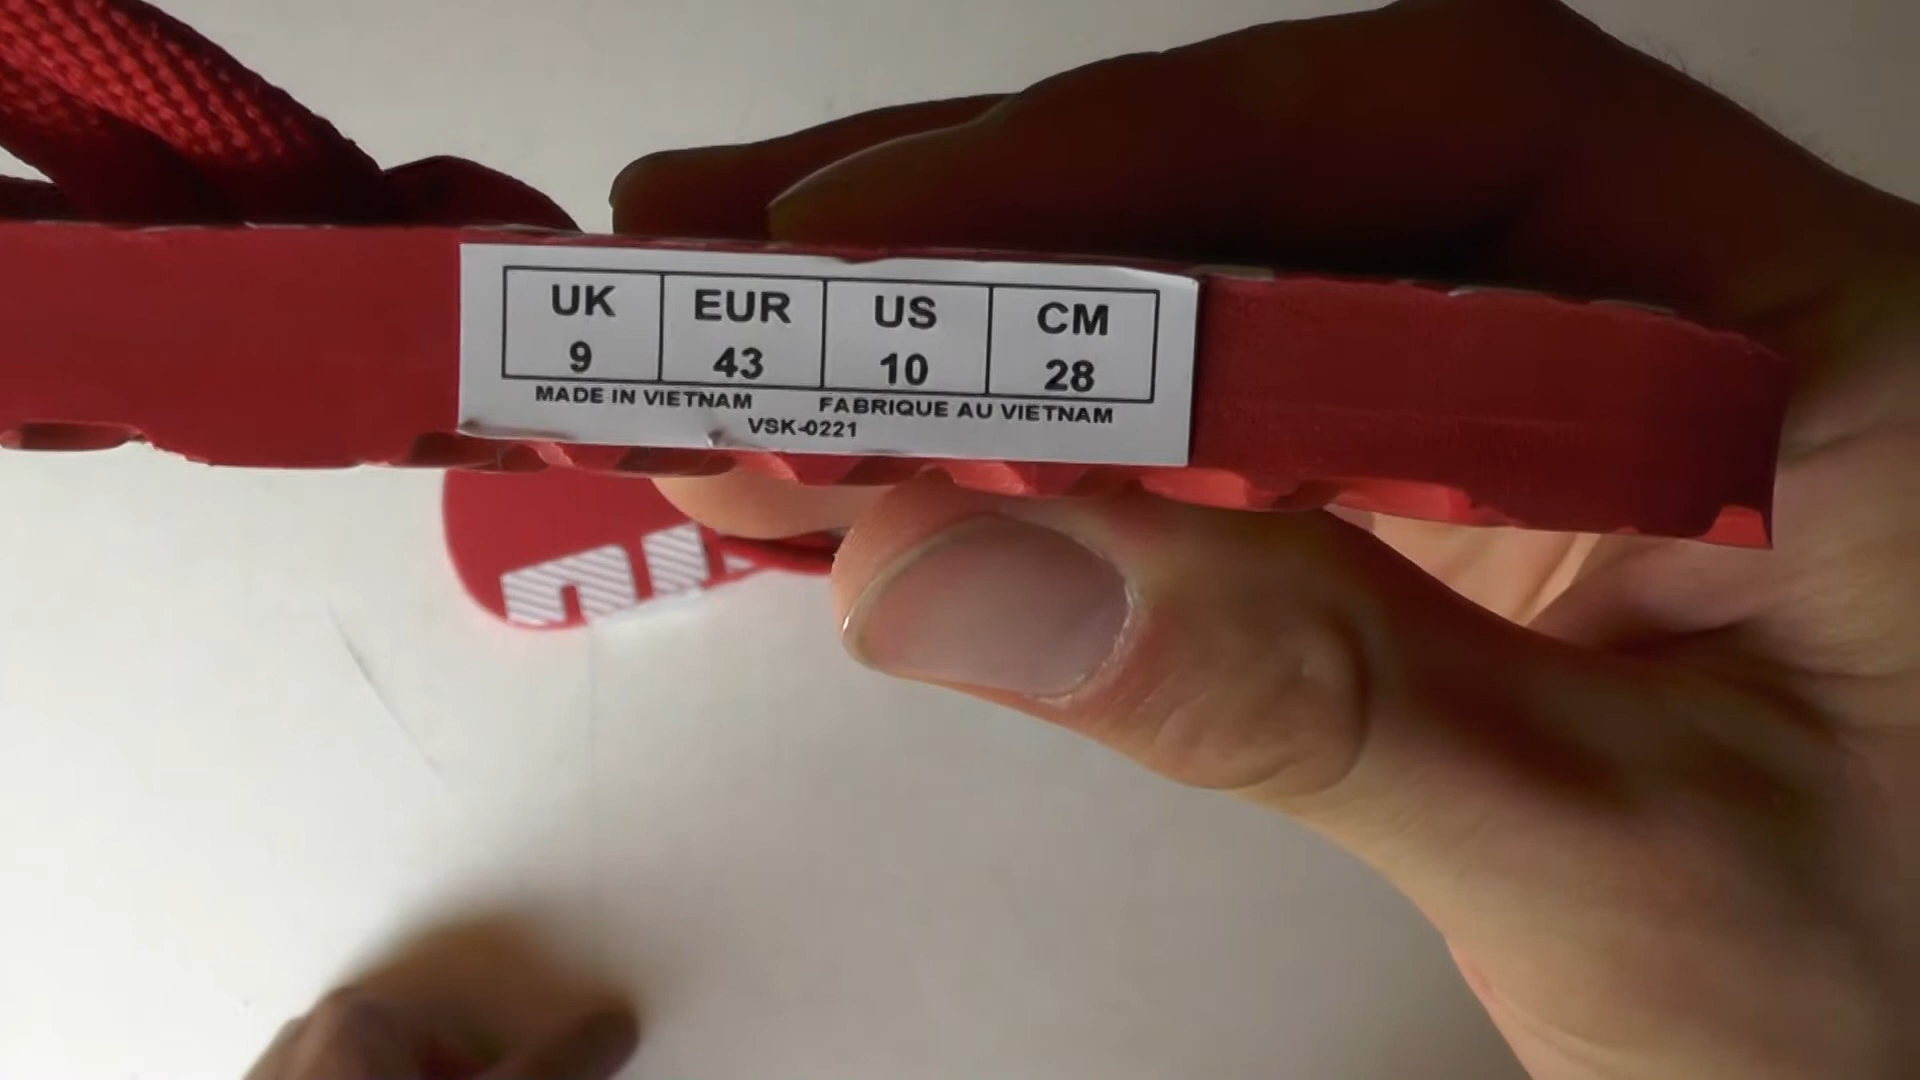 UK EUR US CM
9 43 10 28
MADE IN VIETNAM FABRIQUE AU VIETNAM
VSK-0221